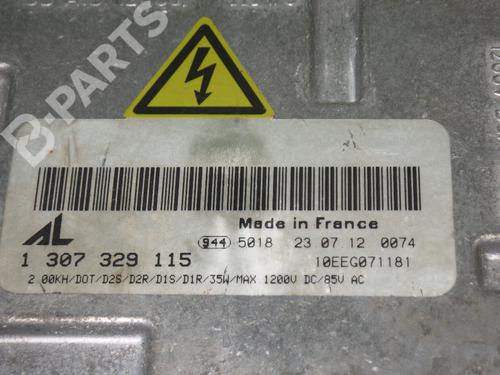 B-PARTS
AL
Made in France
944 5018 23 07 12 0074
1 307 329 115
10EEG071181
2 00KH/DOT/D2S/D2R/D1S/D1R/35W/MAX 1200V DC/85V AC